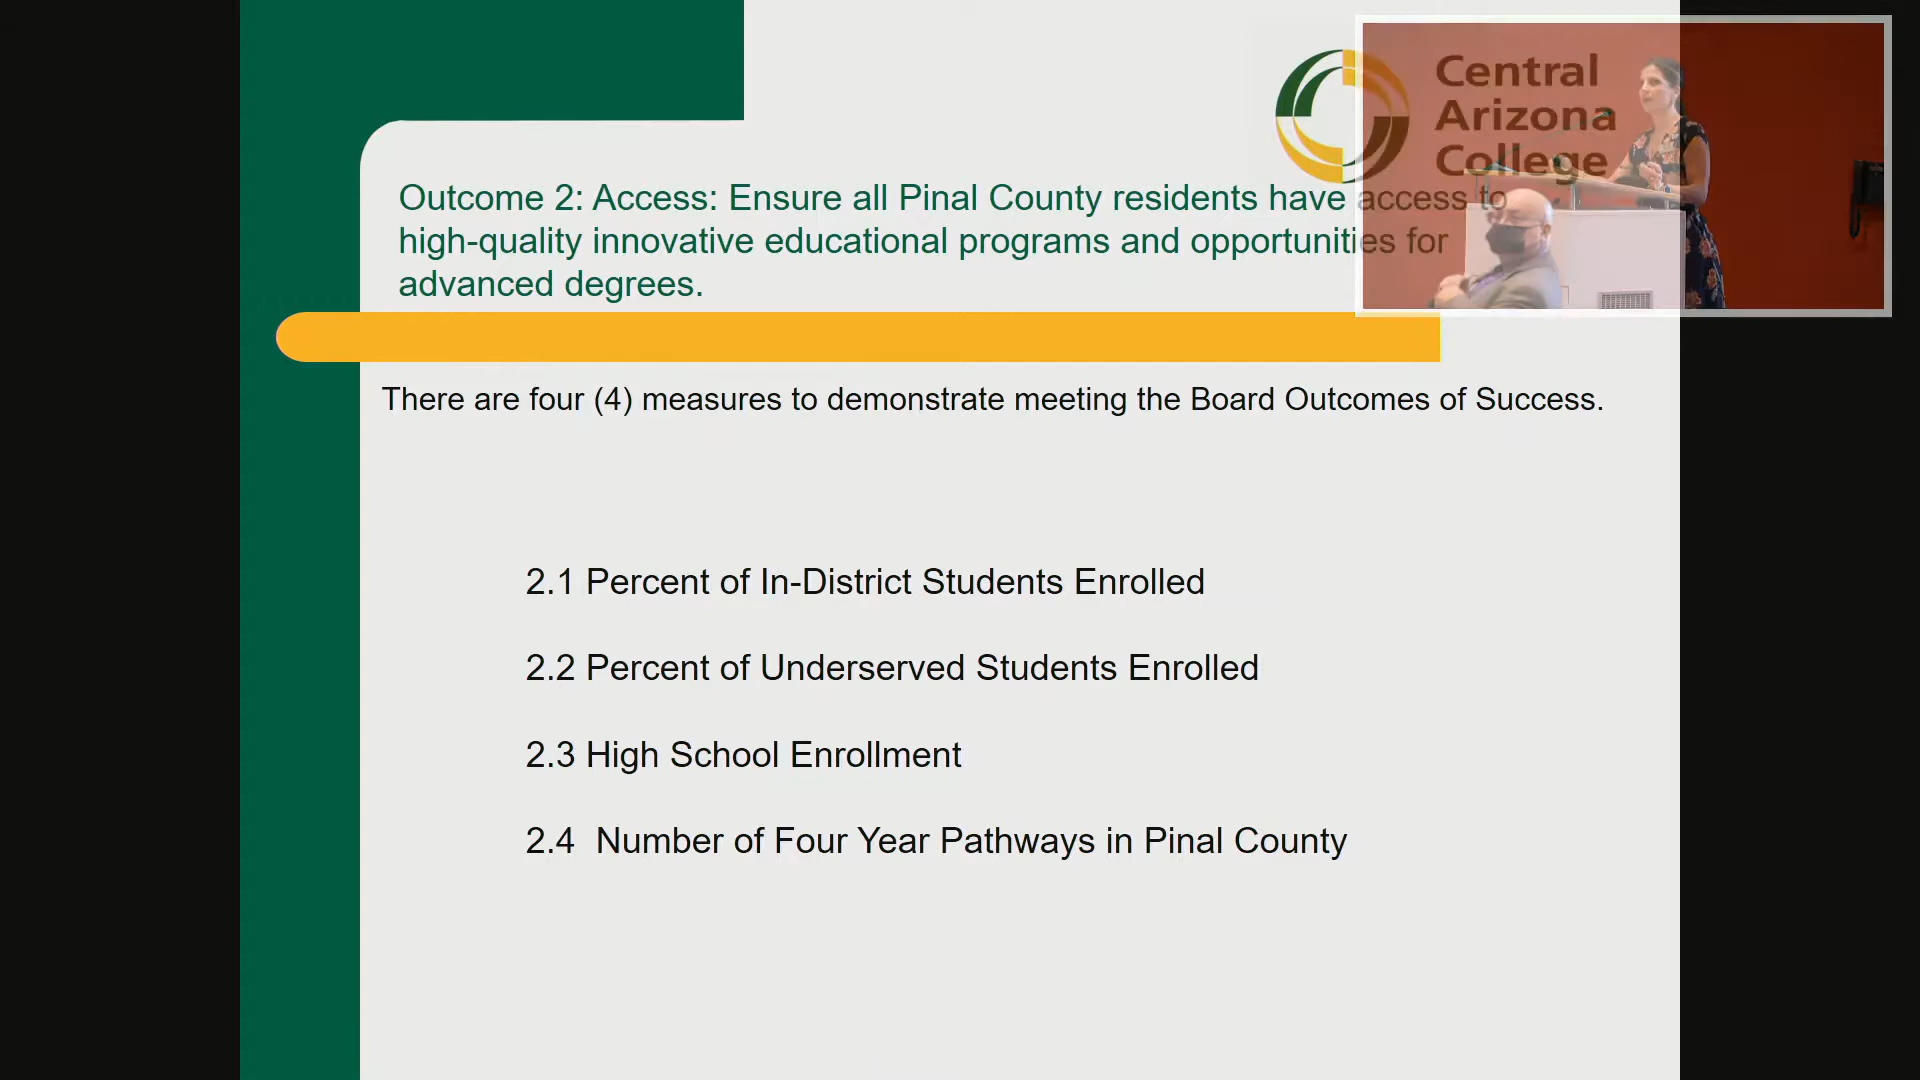 Central
Arizona
College
Outcome 2: Access: Ensure all Pinal County residents have access to
high-quality innovative educational programs and opportunities for
advanced degrees.
There are four (4) measures to demonstrate meeting the Board Outcomes of Success.
2.1 Percent of In-District Students Enrolled
2.2 Percent of Underserved Students Enrolled
2.3 High School Enrollment
2.4  Number of Four Year Pathways in Pinal County